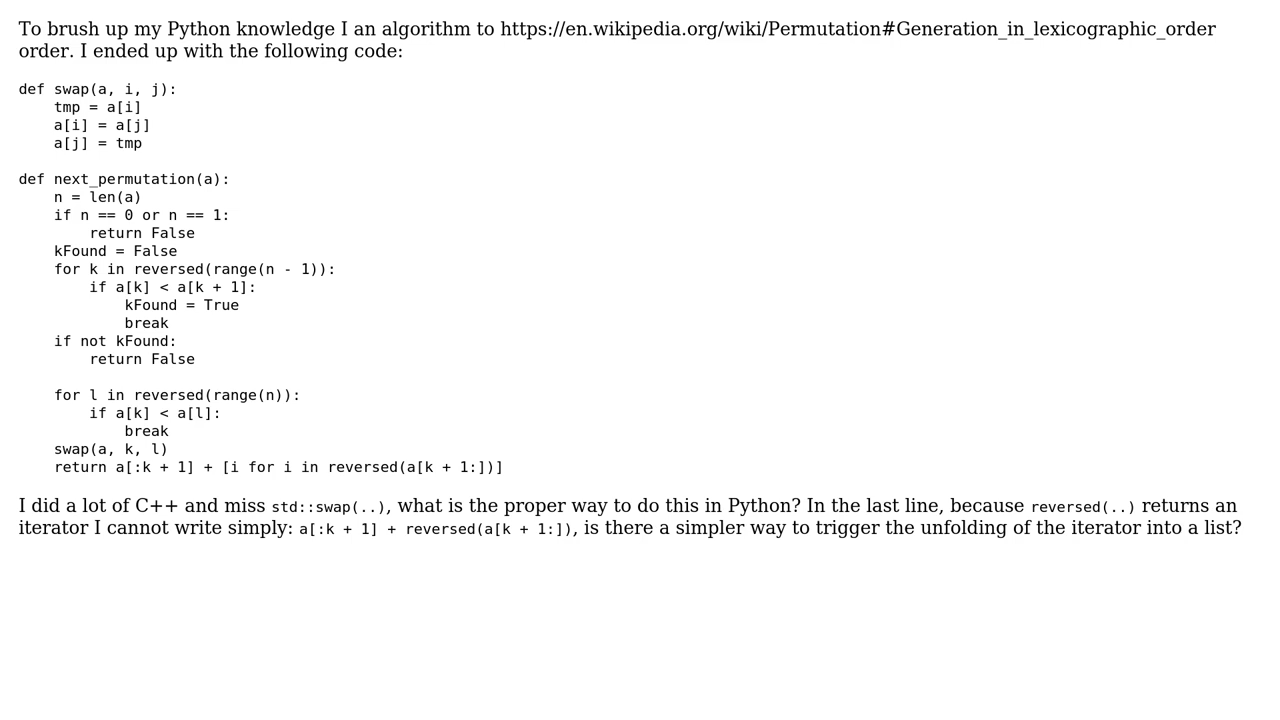 To brush up my Python knowledge I an algorithm to https://en.wikipedia.org/wiki/Permutation#Generation_in_lexicographic_order
order. I ended up with the following code:
def swap(a, i, j):
    tmp = a[i]
    a[i] = a[j]
    a[j] = tmp
def next_permutation(a):
    n = len(a)
    if n == 0 or n == 1:
        return False
    kFound = False
    for k in reversed(range(n - 1)):
        if a[k] < a[k + 1]:
            kFound = True
            break
    if not kFound:
        return False
    for l in reversed(range(n)):
        if a[k] < a[l]:
            break
    swap(a, k, l)
    return a[:k + 1] + [i for i in reversed(a[k + 1:])]
I did a lot of C++ and miss std::swap(..), what is the proper way to do this in Python? In the last line, because reversed(..) returns an
iterator I cannot write simply: a[:k + 1] + reversed(a[k + 1:]), is there a simpler way to trigger the unfolding of the iterator into a list?